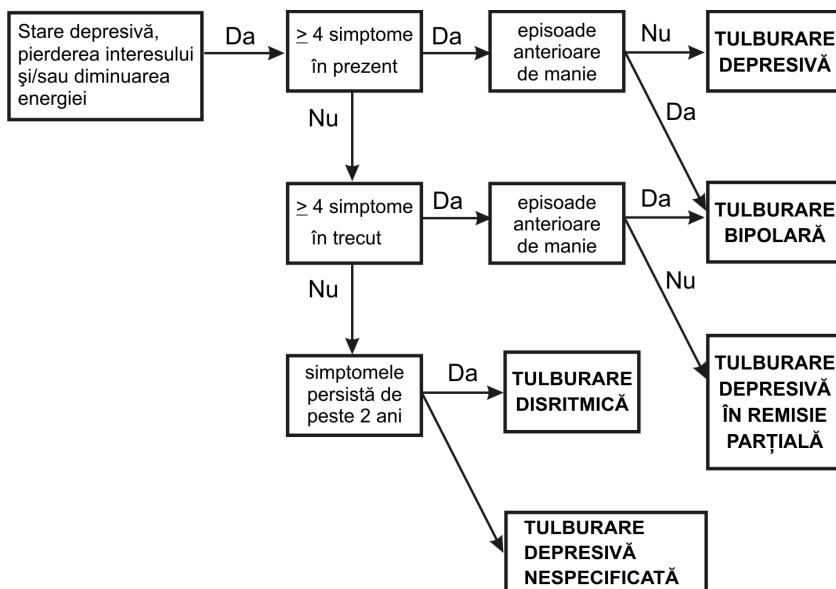 Stare depresivă,
pierderea interesului
şi/sau diminuarea
energiei
Da
≥ 4 simptome
în prezent
Da
episoade
anterioare
de manie
Nu
TULBURARE
DEPRESIVĂ
Da
Nu
≥ 4 simptome
în trecut
Da
episoade
anterioare
de manie
Da
TULBURARE
BIPOLARĂ
Nu
Nu
simptomele
persistă de
peste 2 ani
Da
TULBURARE
DISRITMICĂ
TULBURARE
DEPRESIVĂ
ÎN REMISIE
PARȚIALĂ
TULBURARE
DEPRESIVĂ
NESPECIFICATĂ